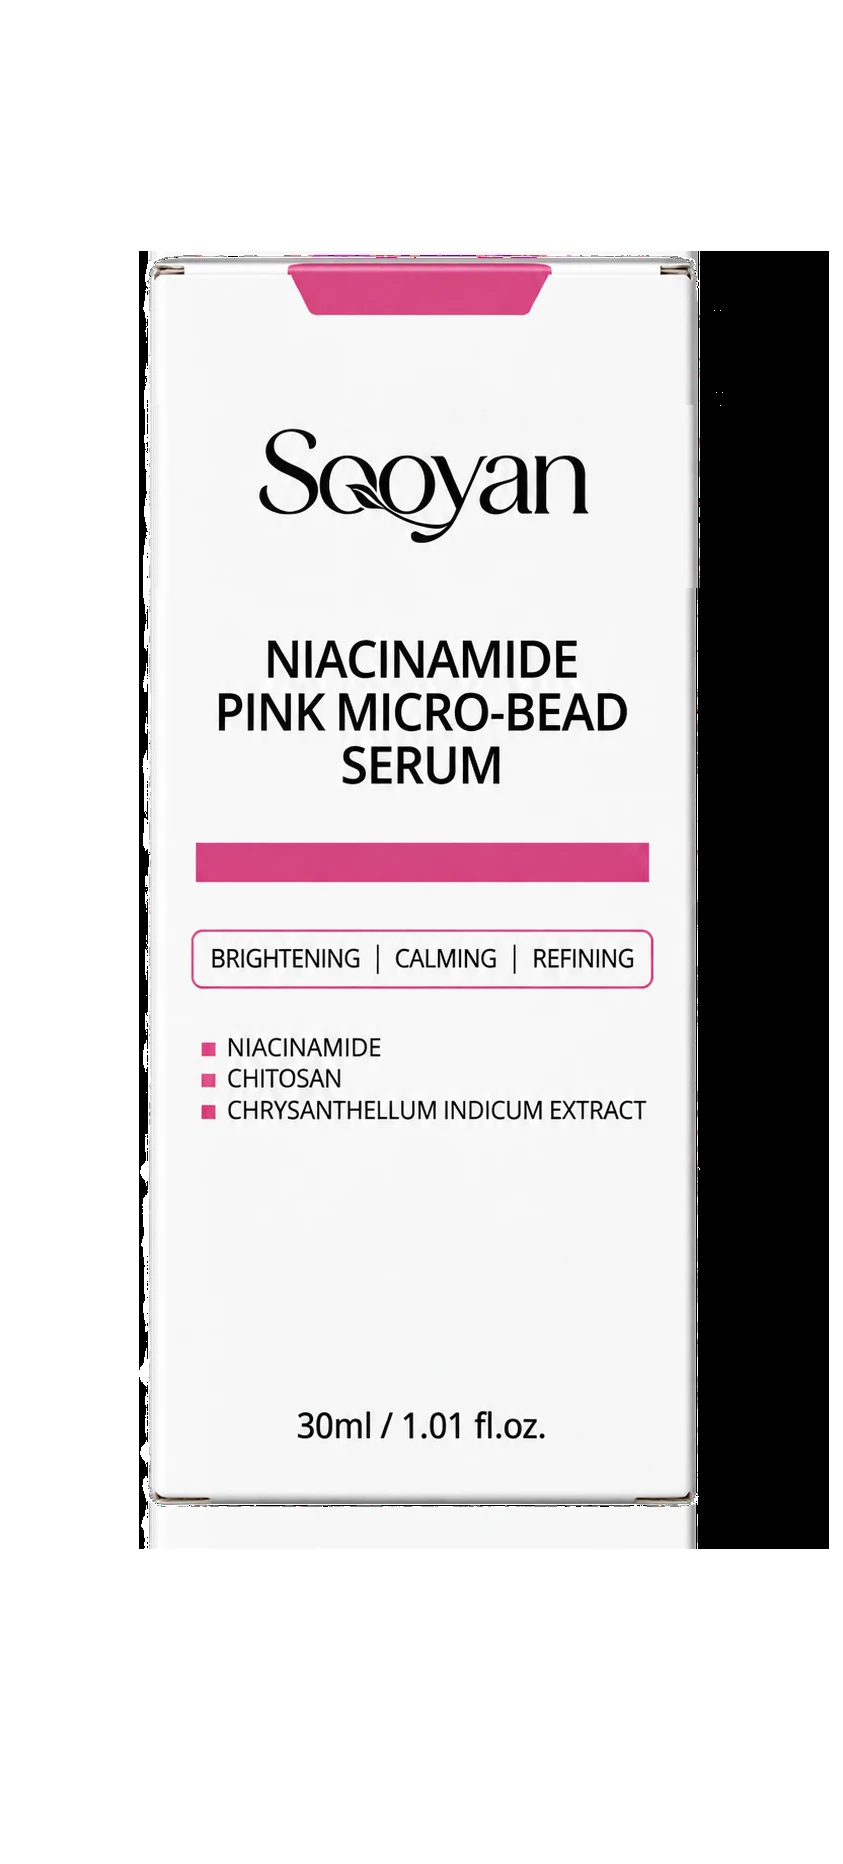 Sooyan
NIACINAMIDE
PINK MICRO-BEAD
SERUM
BRIGHTENING | CALMING | REFINING
NIACINAMIDE
CHITOSAN
CHRYSANTHELLUM INDICUM EXTRACT
30ml / 1.01 fl.oz.